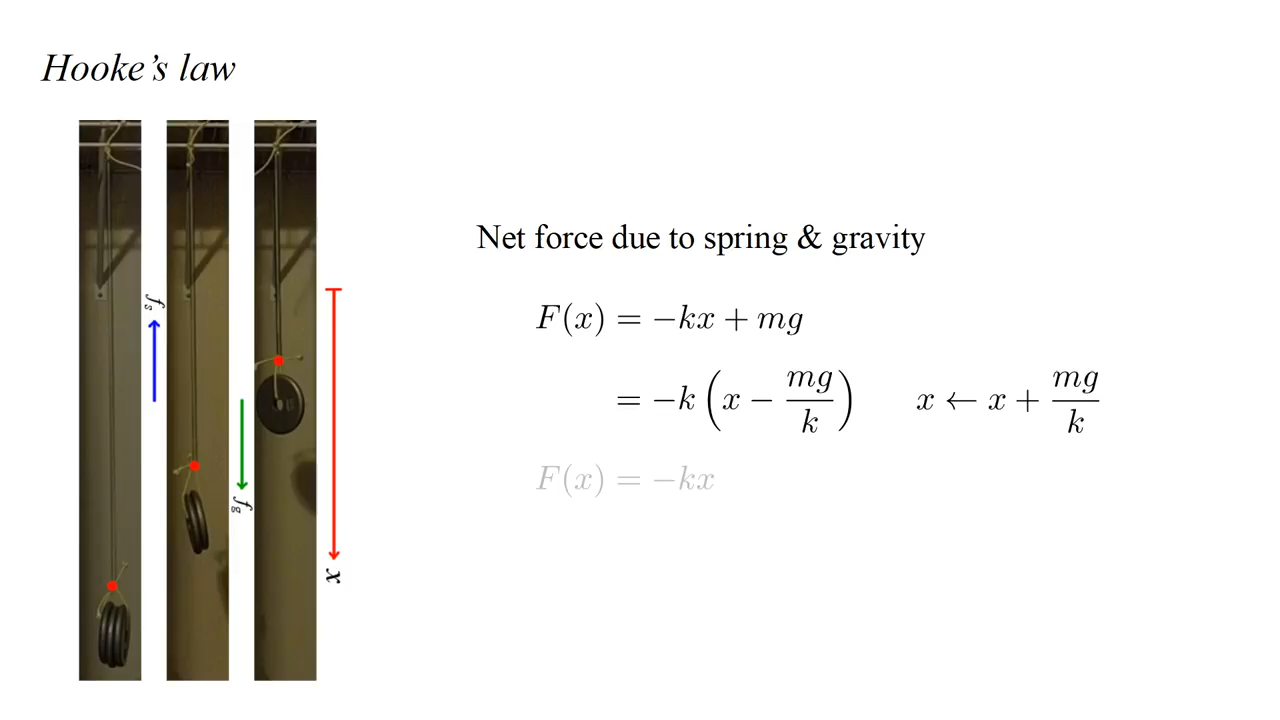 Hooke's law
Net force due to spring & gravity
F(x) = −kx + mg
= −k (x − mg/k)    x ← x + mg/k
F(x) = −kx
f_s
f_g
x